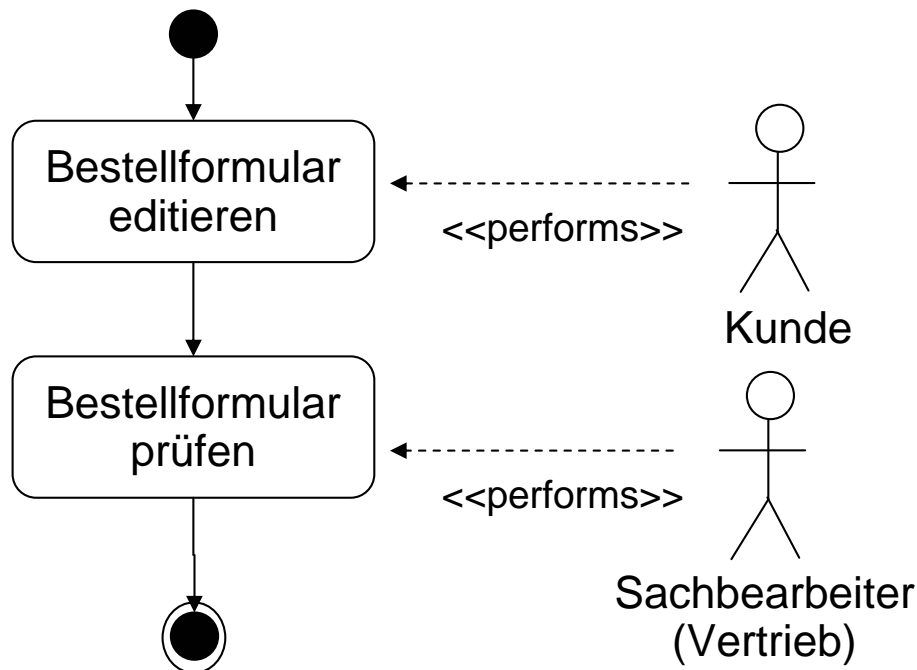 Bestellformular
editieren
<<performs>>
Kunde
Bestellformular
prüfen
<<performs>>
Sachbearbeiter
(Vertrieb)